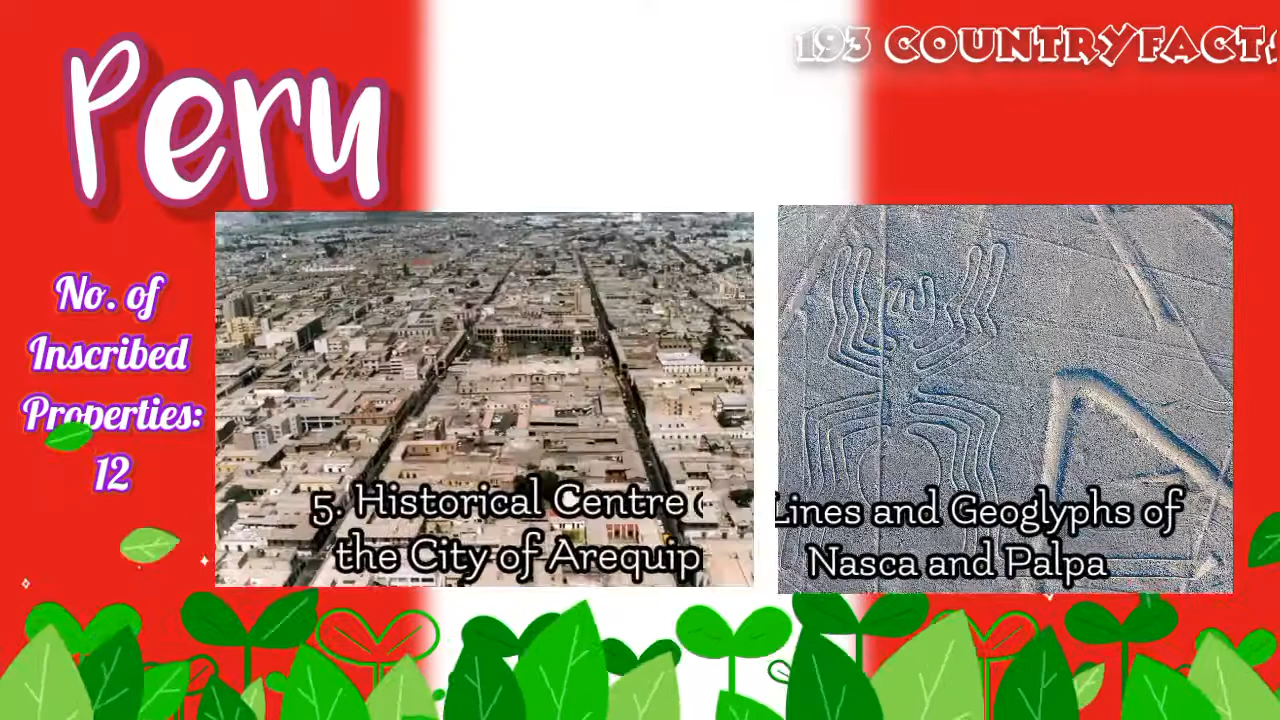 Peru
193 COUNTRYFACTS
No. of
Inscribed
Properties:
12
5. Historical Centre
the City of Arequip
Lines and Geoglyphs of
Nasca and Palpa